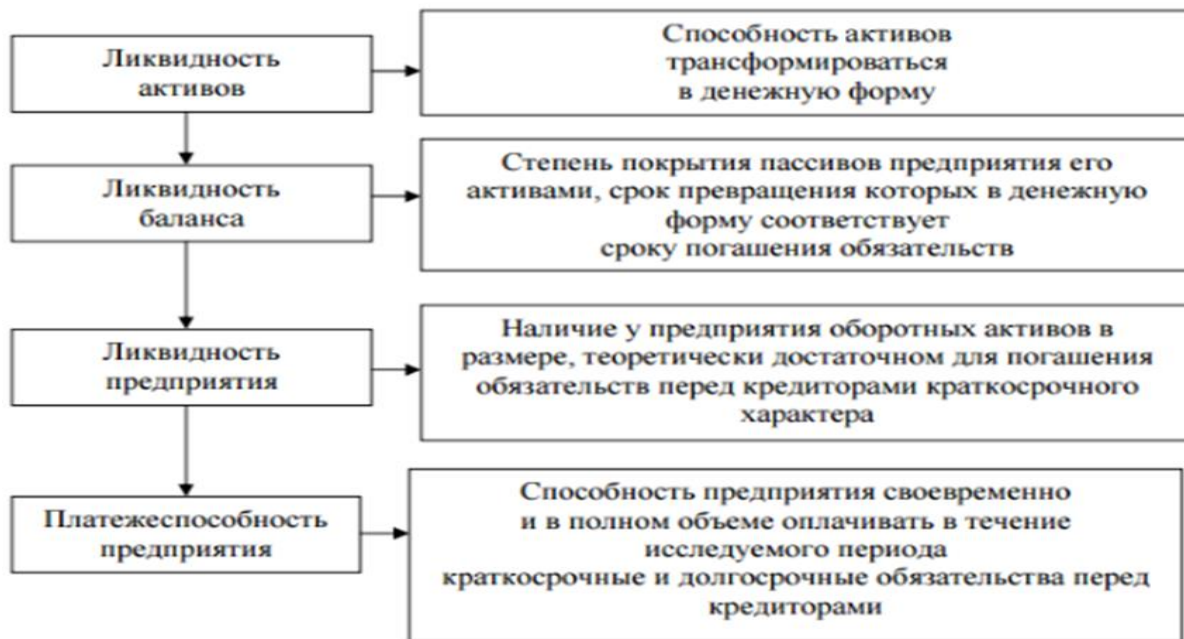 Ликвидность
активов
Способность активов
трансформироваться
в денежную форму
Ликвидность
баланса
Степень покрытия пассивов предприятия его
активами, срок превращения которых в денежную
форму соответствует
сроку погашения обязательств
Ликвидность
предприятия
Наличие у предприятия оборотных активов в
размере, теоретически достаточном для погашения
обязательств перед кредиторами краткосрочного
характера
Платежеспособность
предприятия
Способность предприятия своевременно
и в полном объеме оплачивать в течение
исследуемого периода
краткосрочные и долгосрочные обязательства перед
кредиторами